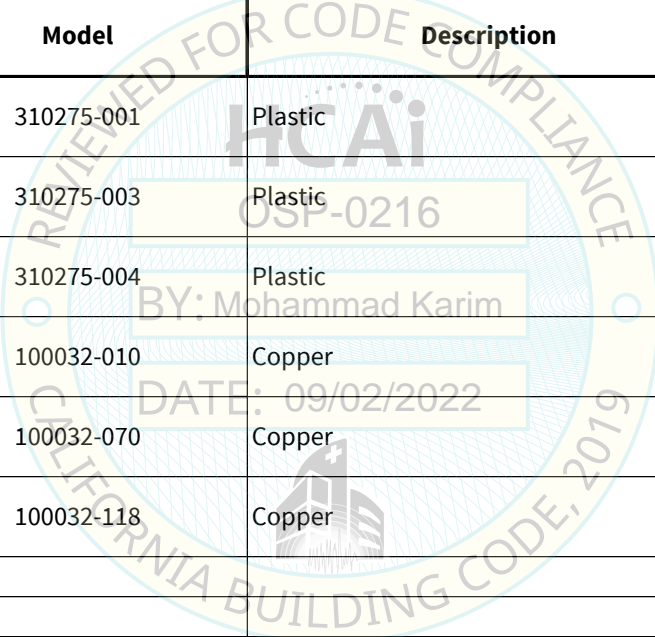 Model Description
310275-001 Plastic
310275-003 Plastic
310275-004 Plastic
100032-010 Copper
100032-070 Copper
100032-118 Copper
REVIEWED FOR CODE COMPLIANCE
HCAi
OSP-0216
BY: Mohammad Karim
DATE: 09/02/2022
CALIFORNIA BUILDING CODE, 2019